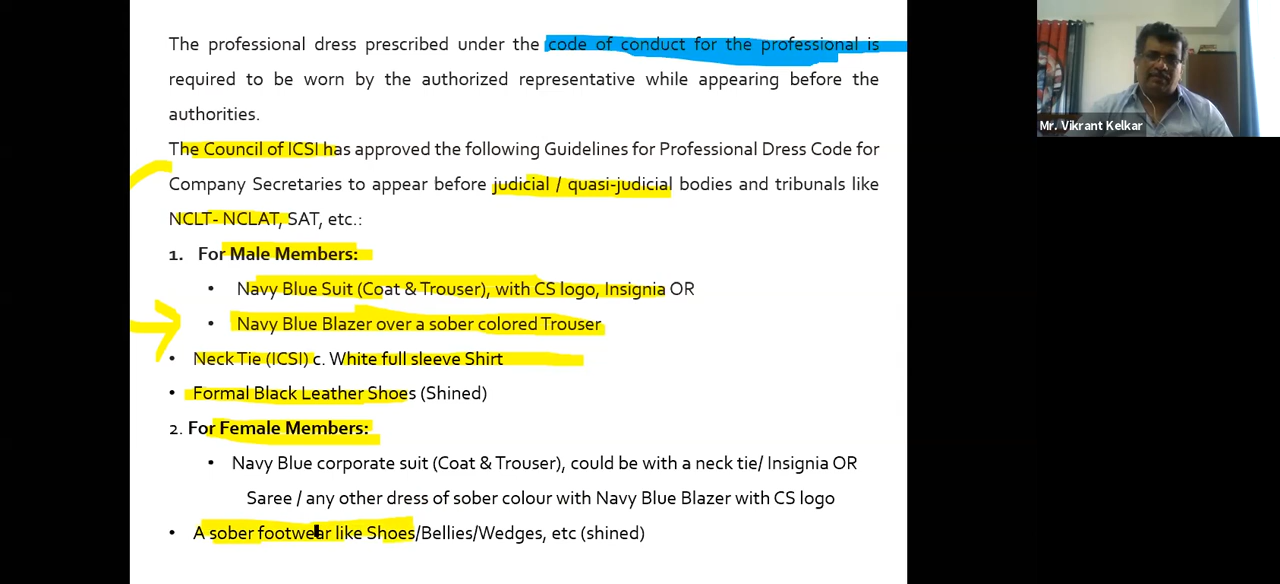 The professional dress prescribed under the code of conduct for the professional is
required to be worn by the authorized representative while appearing before the
authorities.
The Council of ICSI has approved the following Guidelines for Professional Dress Code for
Company Secretaries to appear before judicial / quasi-judicial bodies and tribunals like
NCLT- NCLAT, SAT, etc.:
1. For Male Members:
• Navy Blue Suit (Coat & Trouser), with CS logo, Insignia OR
• Navy Blue Blazer over a sober colored Trouser
• Neck Tie (ICSI) c. White full sleeve Shirt
• Formal Black Leather Shoes (Shined)
2. For Female Members:
• Navy Blue corporate suit (Coat & Trouser), could be with a neck tie/ Insignia OR
Saree / any other dress of sober colour with Navy Blue Blazer with CS logo
• A sober footwear like Shoes/Bellies/Wedges, etc (shined)
Mr. Vikrant Kelkar